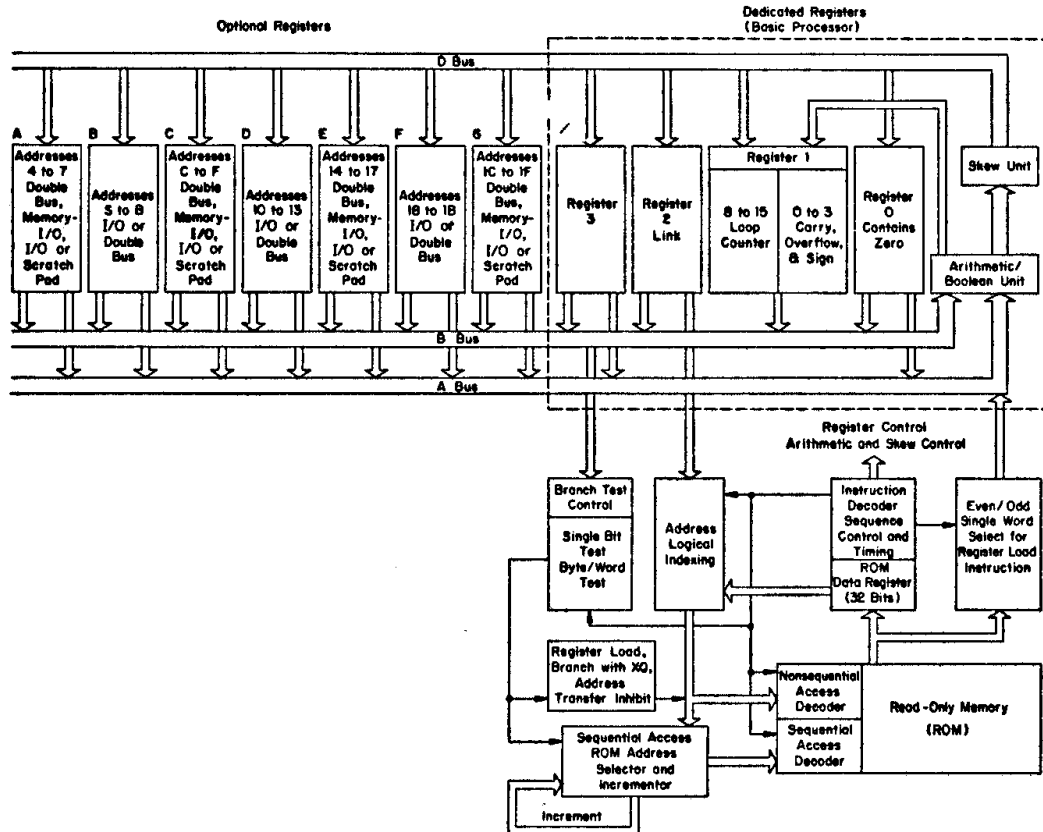 Optional Registers
Dedicated Registers
(Basic Processor)
D Bus
A
B
C
D
E
F
G
Addresses
4 to 7
Double
Bus,
Memory-
I/O,
I/O or
Scratch
Pad
Addresses
S to B
I/O or
Double
Bus
Addresses
C to F
Double
Bus,
Memory-
I/O,
I/O or
Scratch
Pad
Addresses
10 to 13
I/O or
Double
Bus
Addresses
14 to 17
Double
Bus,
Memory-
I/O,
I/O or
Scratch
Pad
Addresses
18 to 1B
I/O of
Double
Bus
Addresses
1C to 1F
Double
Bus,
Memory-
I/O,
I/O or
Scratch
Pad
Register
3
Register
2
Link
Register 1
8 to 15
Loop
Counter
0 to 3
Carry,
Overflow,
& Sign
Register
0
Contains
Zero
Skew Unit
Arithmetic/
Boolean Unit
B Bus
A Bus
Register Control
Arithmetic and Skew Control
Branch Test
Control
Single Bit
Test
Byte/Word
Test
Address
Logical
Indexing
Instruction
Decoder
Sequence
Control and
Timing
ROM
Data Register
(32 Bits)
Even/Odd
Single Word
Select for
Register Load
Instruction
Register Load,
Branch with XO,
Address
Transfer Inhibit
Nonsequential
Access
Decoder
Sequential
Access
Decoder
Read-Only Memory
(ROM)
Sequential Access
ROM Address
Selector and
Incrementor
Increment